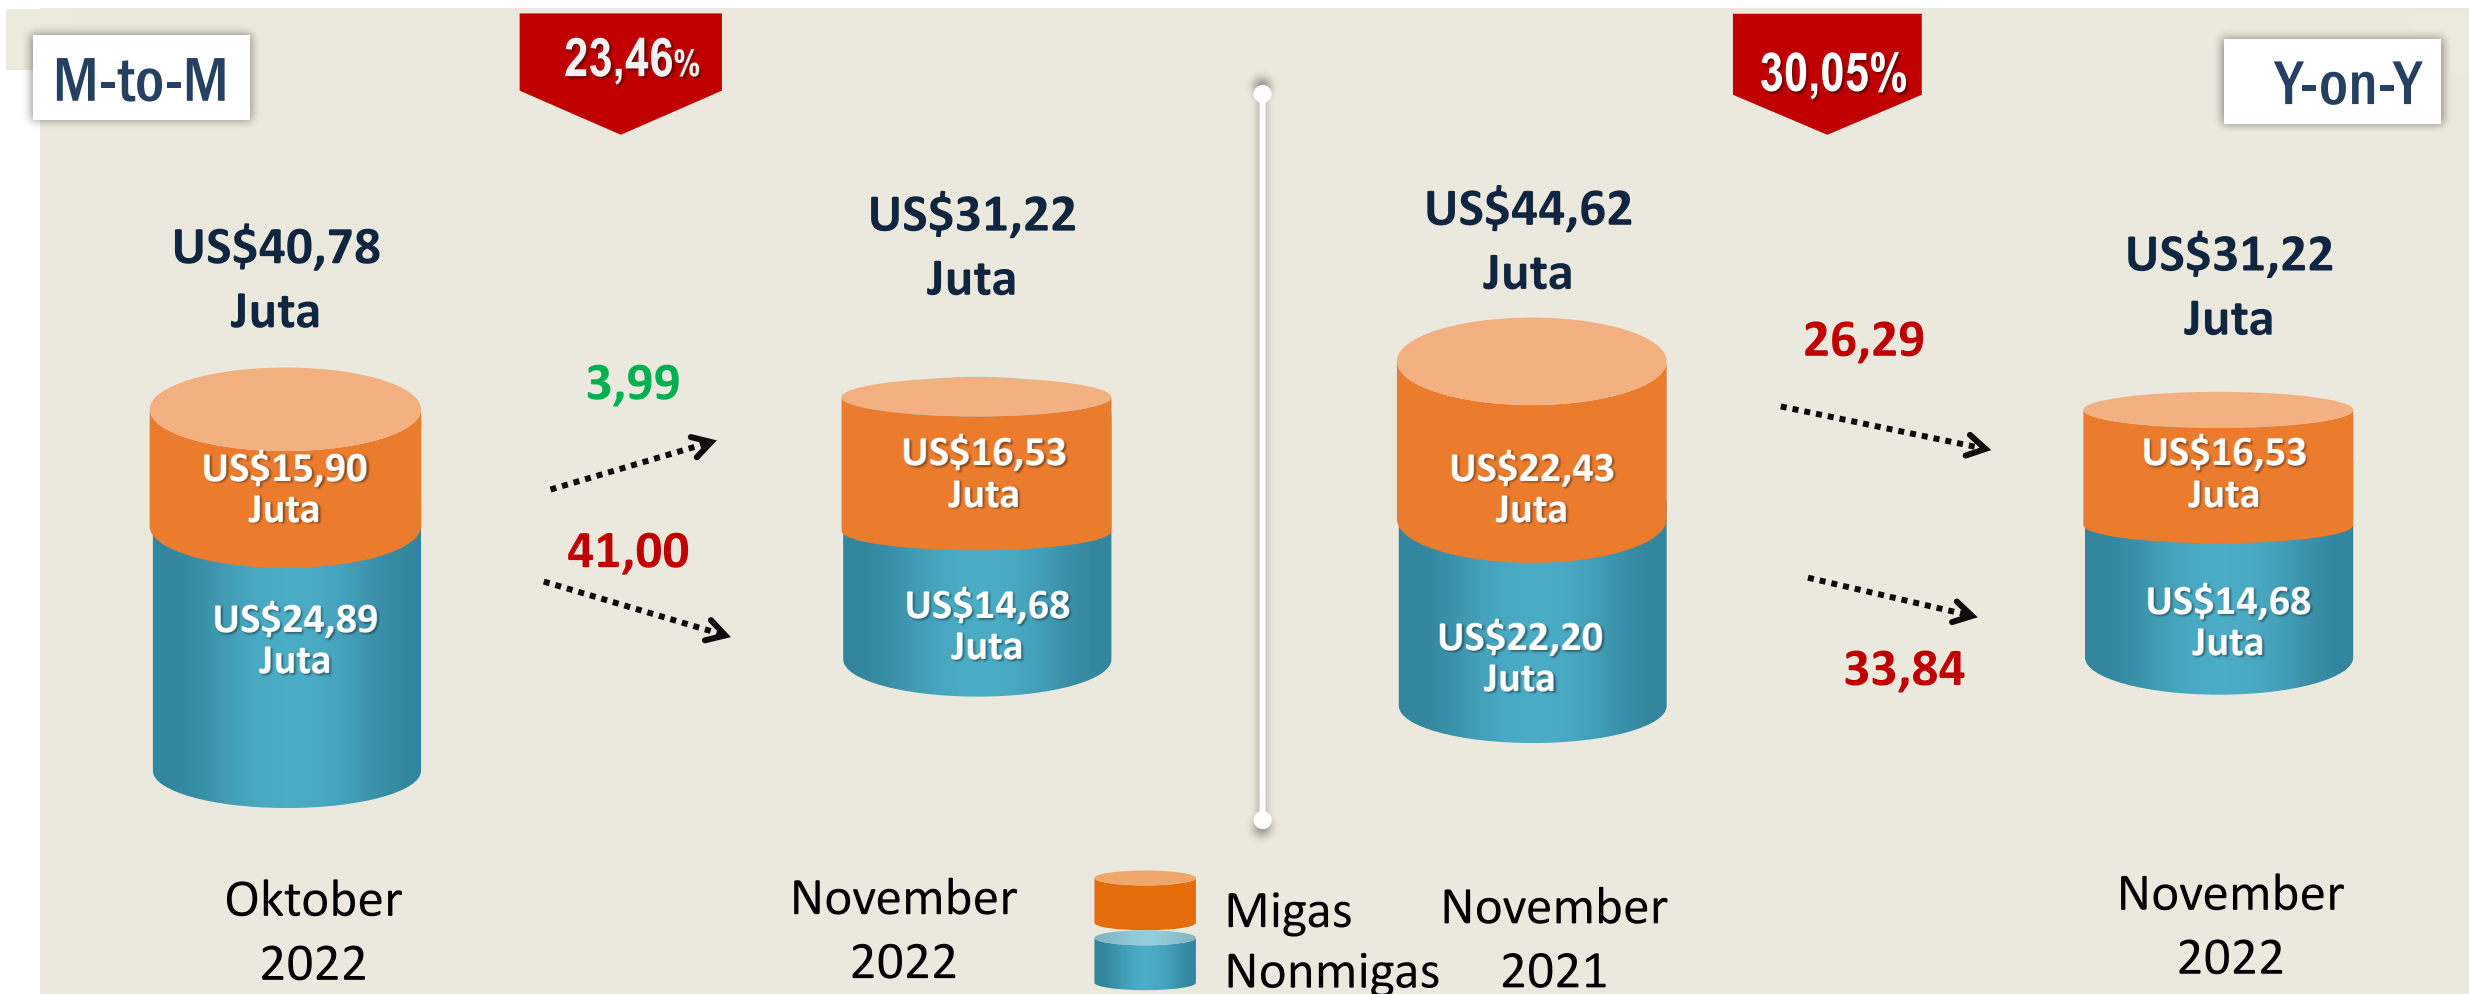 M-to-M
23,46%
30,05%
Y-on-Y
US$40,78
Juta
US$31,22
Juta
US$44,62
Juta
US$31,22
Juta
3,99
41,00
26,29
33,84
US$15,90
Juta
US$24,89
Juta
US$16,53
Juta
US$14,68
Juta
US$22,43
Juta
US$22,20
Juta
US$16,53
Juta
US$14,68
Juta
Oktober
2022
November
2022
Migas
Nonmigas
November
2021
November
2022